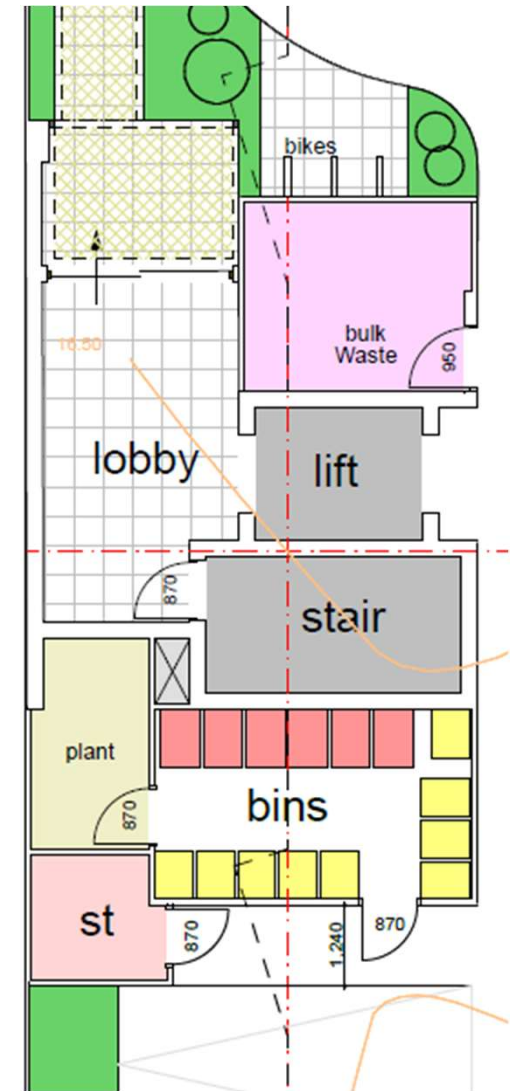 bikes
bulk
Waste
950
16.50
lobby
lift
870
stair
plant
870
bins
st
870
1,240
870